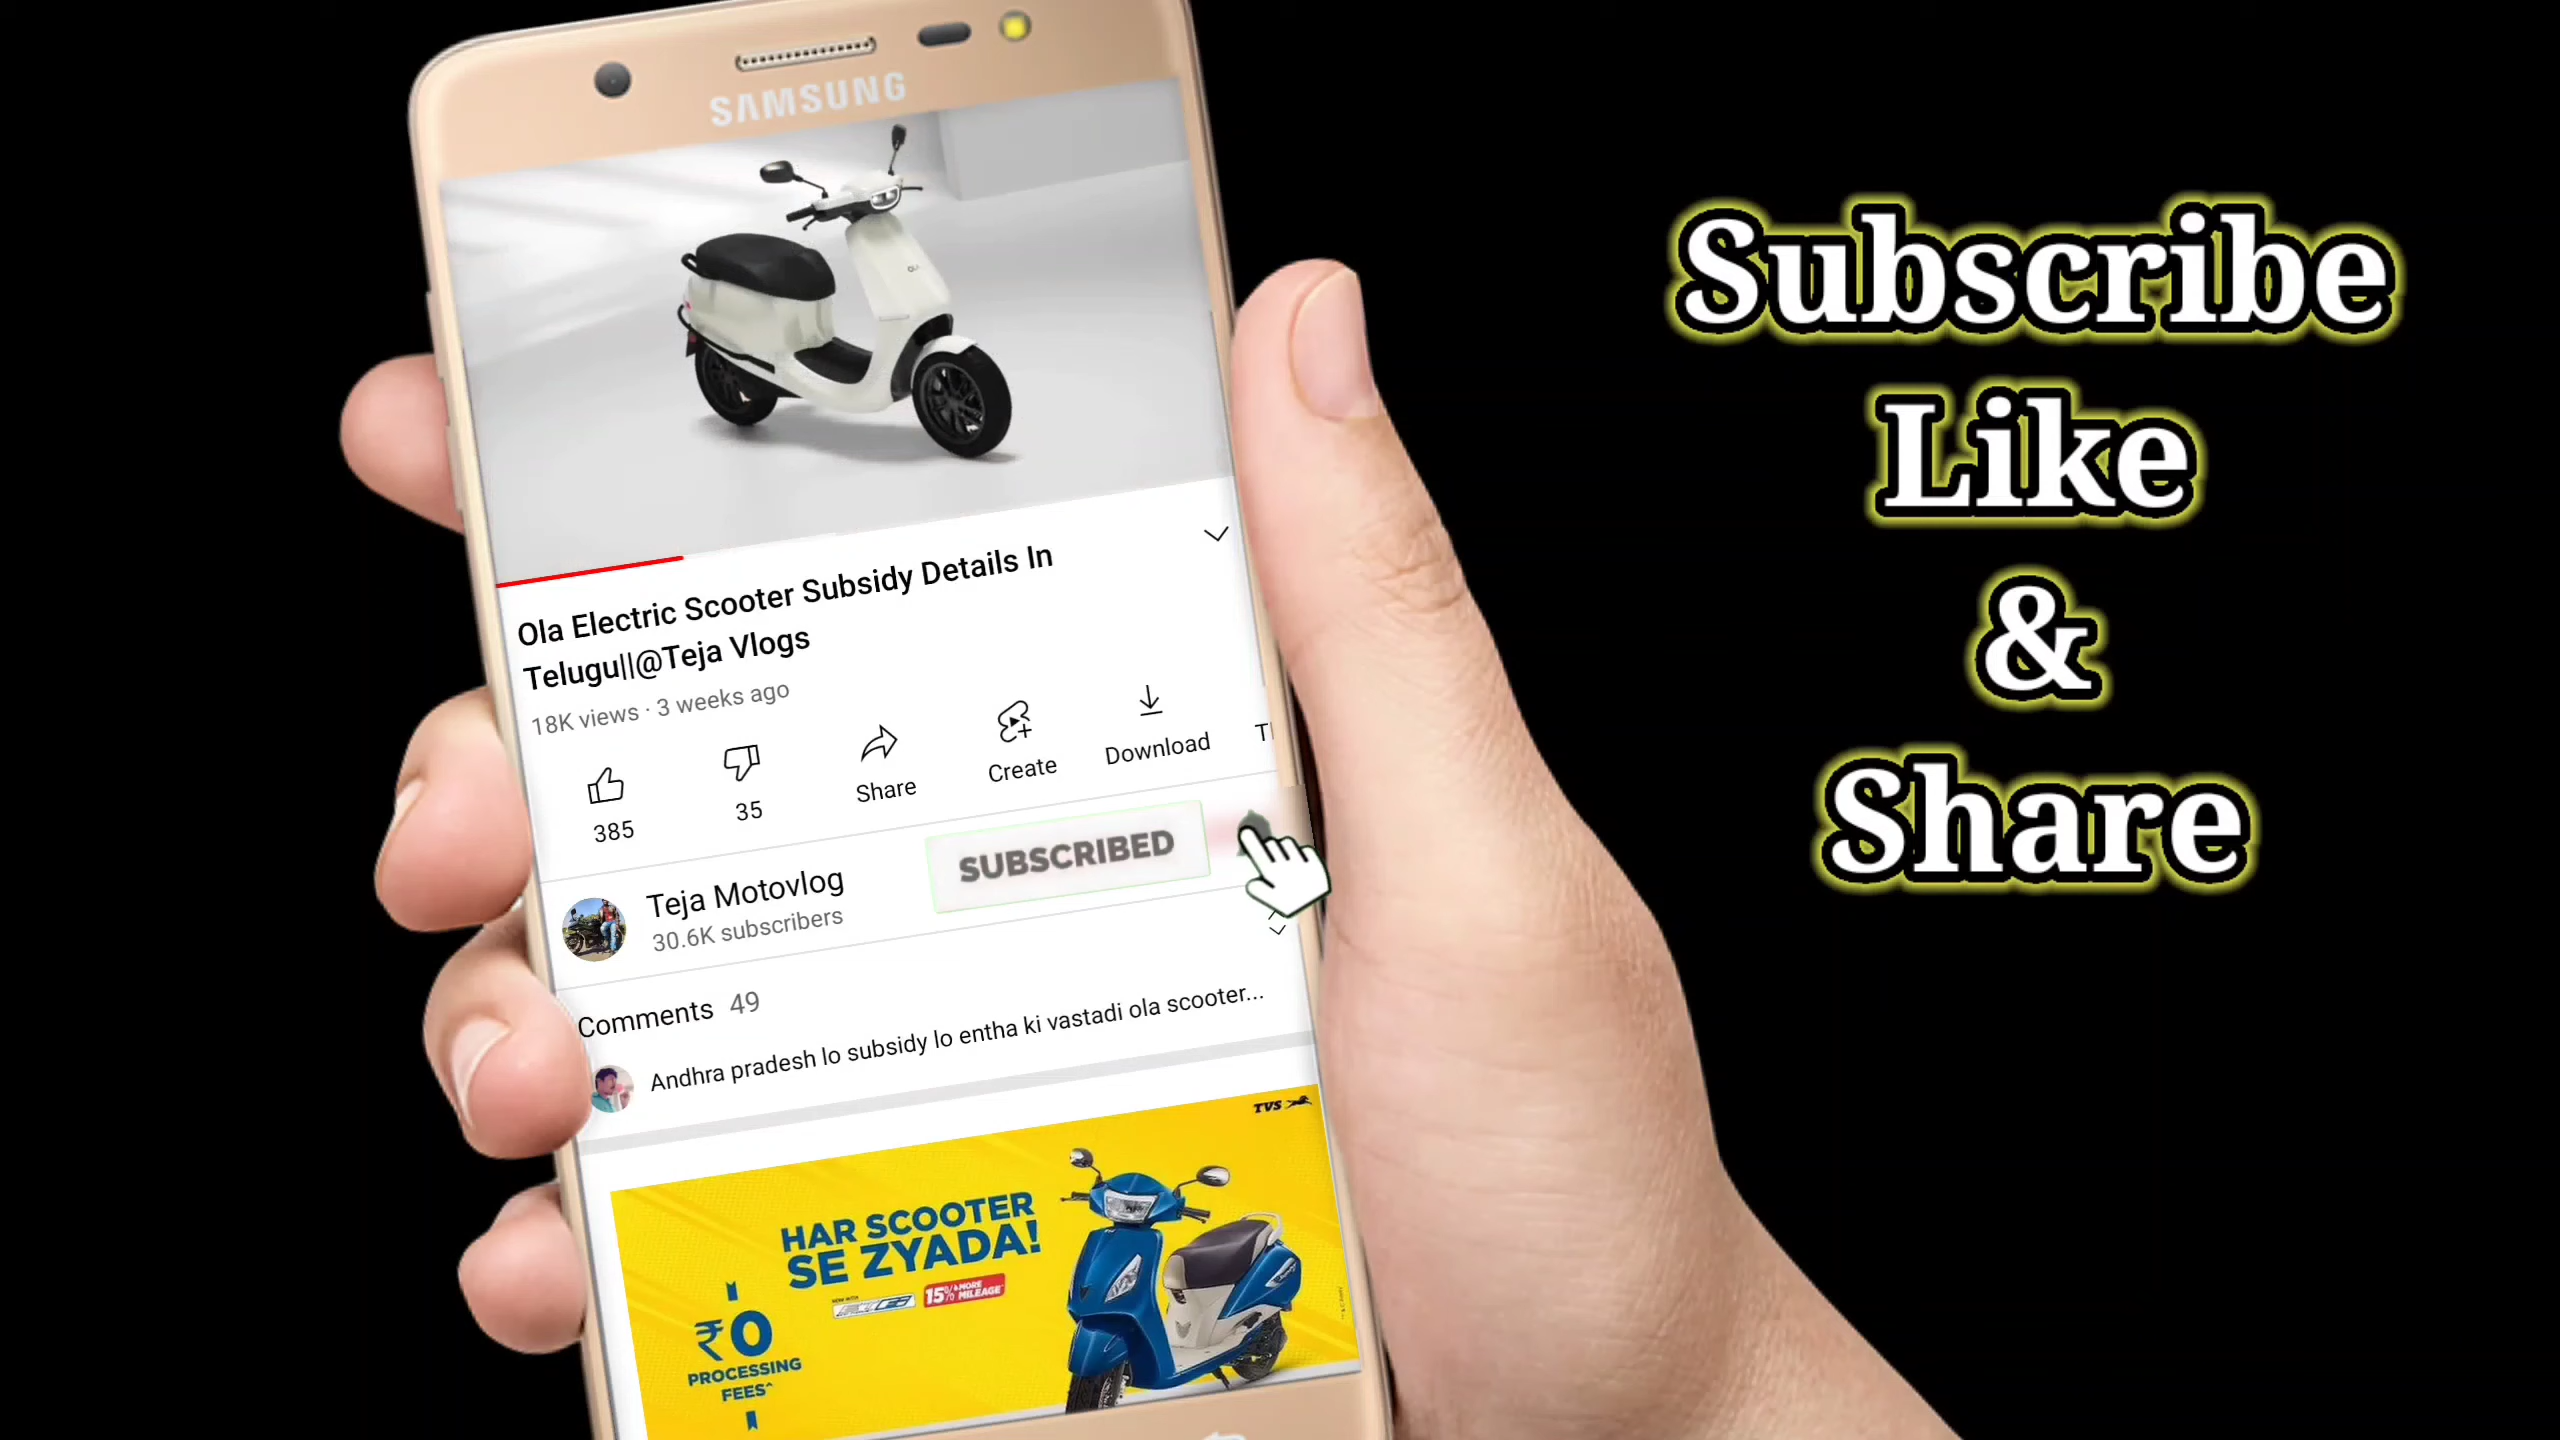 SAMSUNG
Ola Electric Scooter Subsidy Details In
Telugu||@Teja Vlogs
18K views · 3 weeks ago
385
35
Share
Create
Download
Teja Motovlog
30.6K subscribers
SUBSCRIBED
Comments 49
Andhra pradesh lo subsidy lo entha ki vastadi ola scooter...
TVS
HAR SCOOTER
SE ZYADA!
15% MORE
MILEAGE*
₹0
PROCESSING
FEES^
Subscribe
Like
&
Share